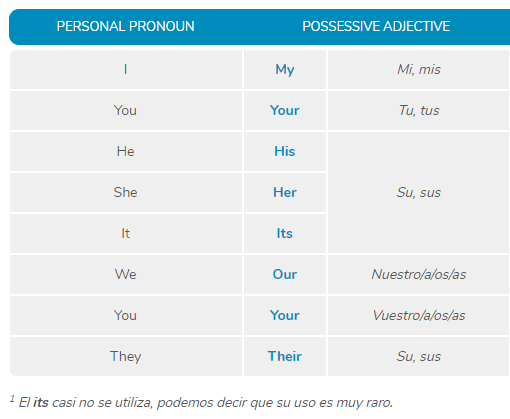 PERSONAL PRONOUN POSSESSIVE ADJECTIVE
I My Mi, mis
You Your Tu, tus
He His
She Her Su, sus
It Its
We Our Nuestro/a/os/as
You Your Vuestro/a/os/as
They Their Su, sus
1 El its casi no se utiliza, podemos decir que su uso es muy raro.